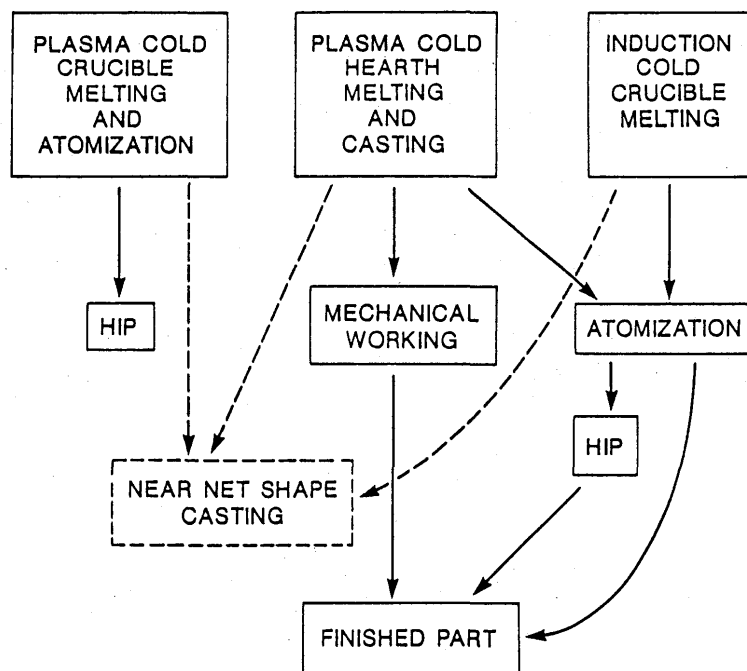 PLASMA COLD
CRUCIBLE
MELTING
AND
ATOMIZATION
PLASMA COLD
HEARTH
MELTING
AND
CASTING
INDUCTION
COLD
CRUCIBLE
MELTING
HIP
MECHANICAL
WORKING
ATOMIZATION
HIP
NEAR NET SHAPE
CASTING
FINISHED PART